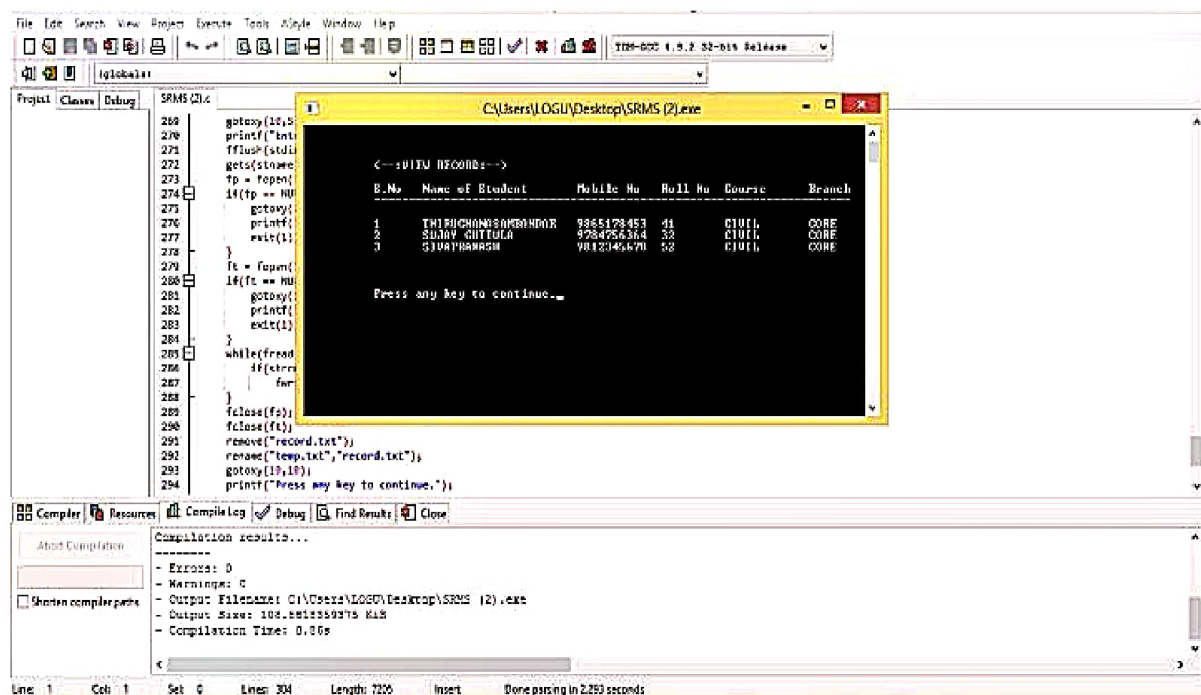 File Edit Search View Project Execute Tools AStyle Window Help
TDM-GCC 4.9.2 32-bit Release
(globals)
Project Classes Debug SRMS (2).c
C:\Users\LOGU\Desktop\SRMS (2).exe
269 gotoxy(10,5
270 printf("
271 fflush(stdi
272 gets(stname
273 fp = fopen(
274 if(fp == NU
275 gotoxy(
276 printf(
277 exit(1)
278 }
279 ft = fopen(
280 if(ft == NU
281 gotoxy(
282 printf(
283 exit(1)
284 }
285 while(fread
286 if(strc
287 fwr
288 }
289 fclose(fp);
290 fclose(ft);
291 remove("record.txt");
292 rename("temp.txt","record.txt");
293 gotoxy(10,10);
294 printf("Press any key to continue.");
<--:VIEW RECORD:-->
S.No Name of Student Mobile No Roll No Course Branch
1 9865178453 41 CIVIL CORE
2 SUJAY 9784756364 32 CIVIL CORE
3 9812345670 52 CIVIL CORE
Press any key to continue._
Compiler Resources Compile Log Debug Find Results Close
Abort Compilation
Shorten compiler paths
Compilation results...
--------
- Errors: 0
- Warnings: 0
- Output Filename: C:\Users\LOGU\Desktop\SRMS (2).exe
- Output Size: KiB
- Compilation Time: 0.86s
Line: 1 Col: 1 Sel: 0 Lines: 304 Length: 7206 Insert Done parsing in 2.293 seconds